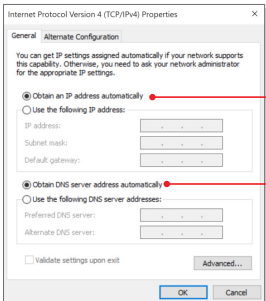 Internet Protocol Version 4 (TCP/IPv4) Properties
General
Alternate Configuration
You can get IP settings assigned automatically if your network supports
this capability. Otherwise, you need to ask your network administrator
for the appropriate IP settings.
Obtain an IP address automatically
Use the following IP address:
IP address:
Subnet mask:
Default gateway:
Obtain DNS server address automatically
Use the following DNS server addresses:
Preferred DNS server:
Alternate DNS server:
Validate settings upon exit
Advanced...
OK
Cancel